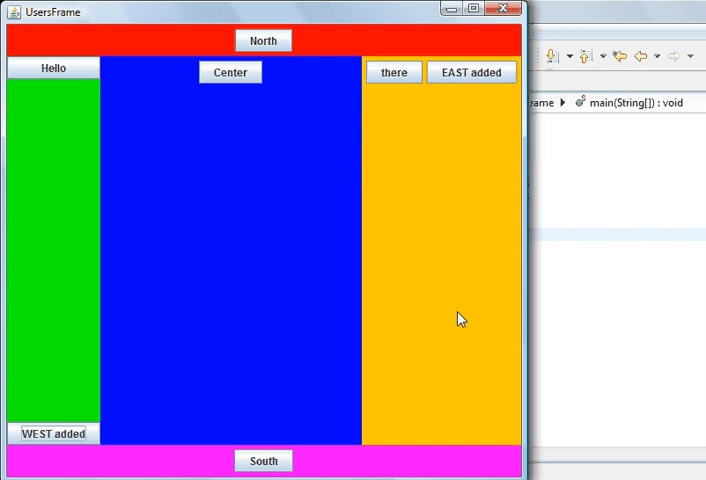 UsersFrame
North
Hello
Center
there
EAST added
rame
main(String[]) : void
WEST added
South